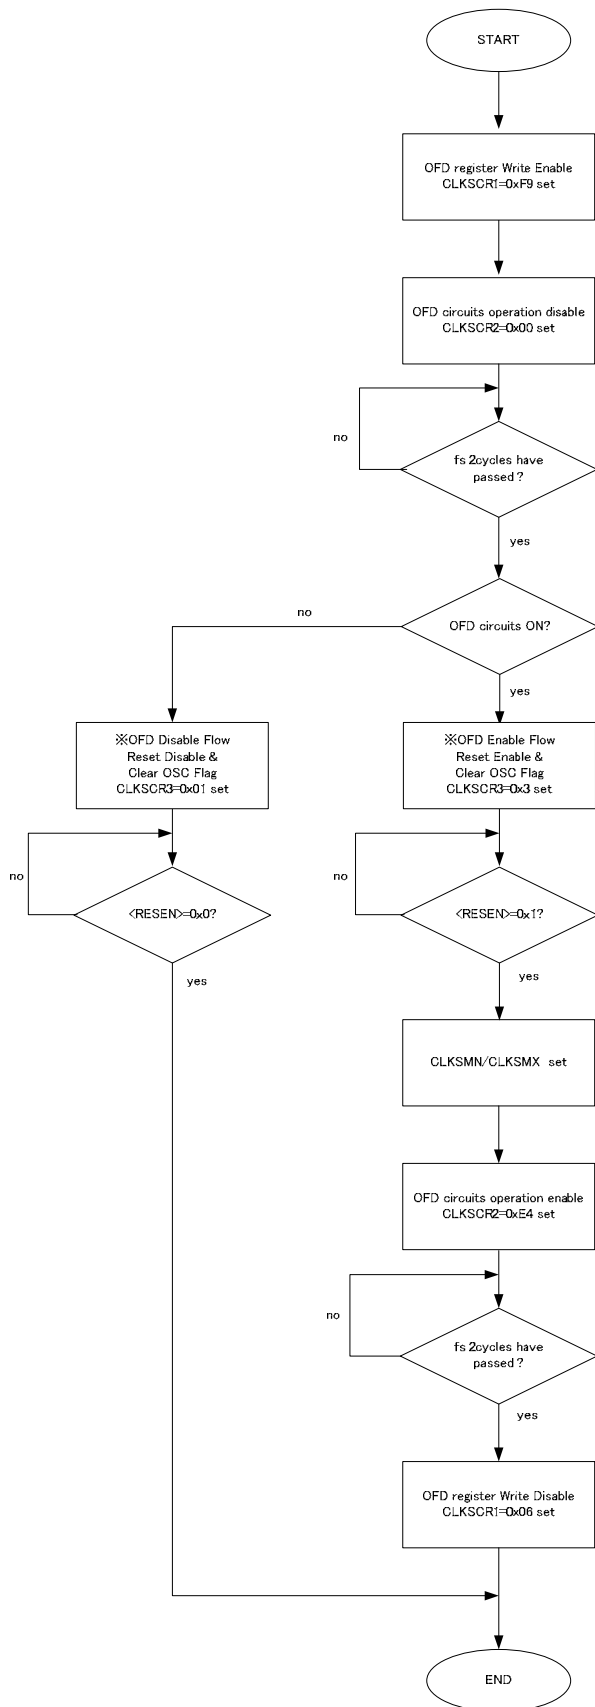 START
OFD register Write Enable
CLKSCR1=0xF9 set
OFD circuits operation disable
CLKSCR2=0x00 set
no
fs 2cycles have
passed ?
yes
no
OFD circuits ON?
yes
※OFD Disable Flow
Reset Disable &
Clear OSC Flag
CLKSCR3=0x01 set
※OFD Enable Flow
Reset Enable &
Clear OSC Flag
CLKSCR3=0x3 set
no
<RESEN>=0x0?
yes
no
<RESEN>=0x1?
yes
CLKSMN/CLKSMX set
OFD circuits operation enable
CLKSCR2=0xE4 set
no
fs 2cycles have
passed ?
yes
OFD register Write Disable
CLKSCR1=0x06 set
END